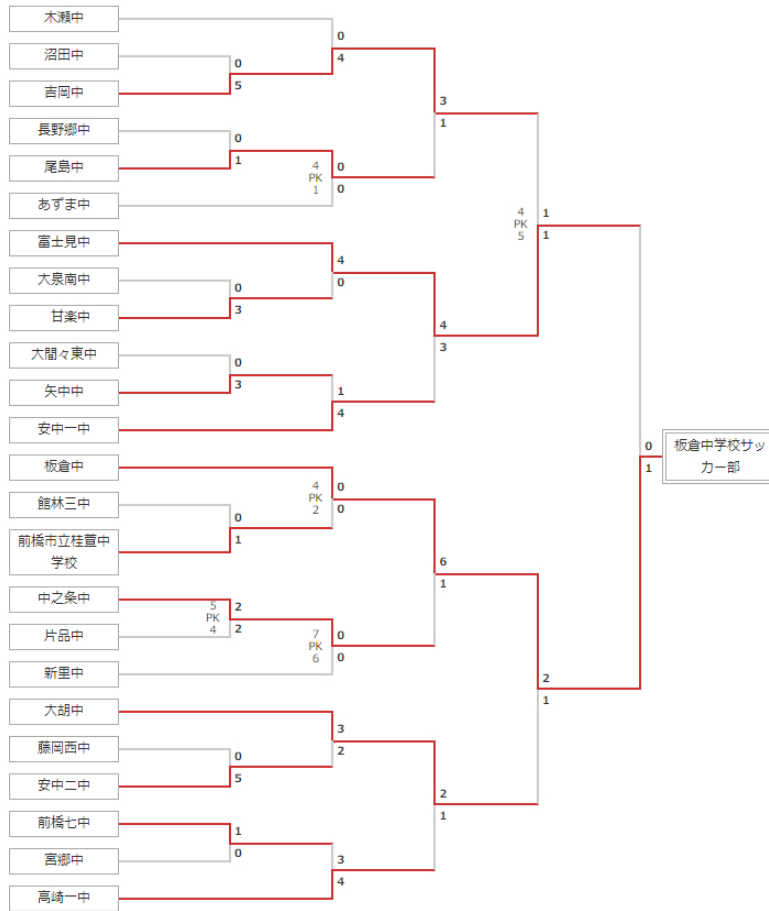 木瀬中
0
沼田中
4
0
吉岡中
5
3
長野郷中
1
0
尾島中
1
4
PK
1
0
0
あずま中
4
PK
5
1
1
富士見中
4
大泉南中
0
0
甘楽中
3
4
3
大間々東中
0
矢中中
3
1
安中一中
4
0
1
板倉中学校サッ
カー部
板倉中
4
PK
2
0
0
館林三中
0
前橋市立桂萱中
学校
1
6
1
中之条中
5
PK
4
2
2
片品中
7
PK
6
0
0
新里中
2
1
大胡中
3
藤岡西中
2
0
安中二中
5
2
1
前橋七中
1
宮郷中
0
3
高崎一中
4